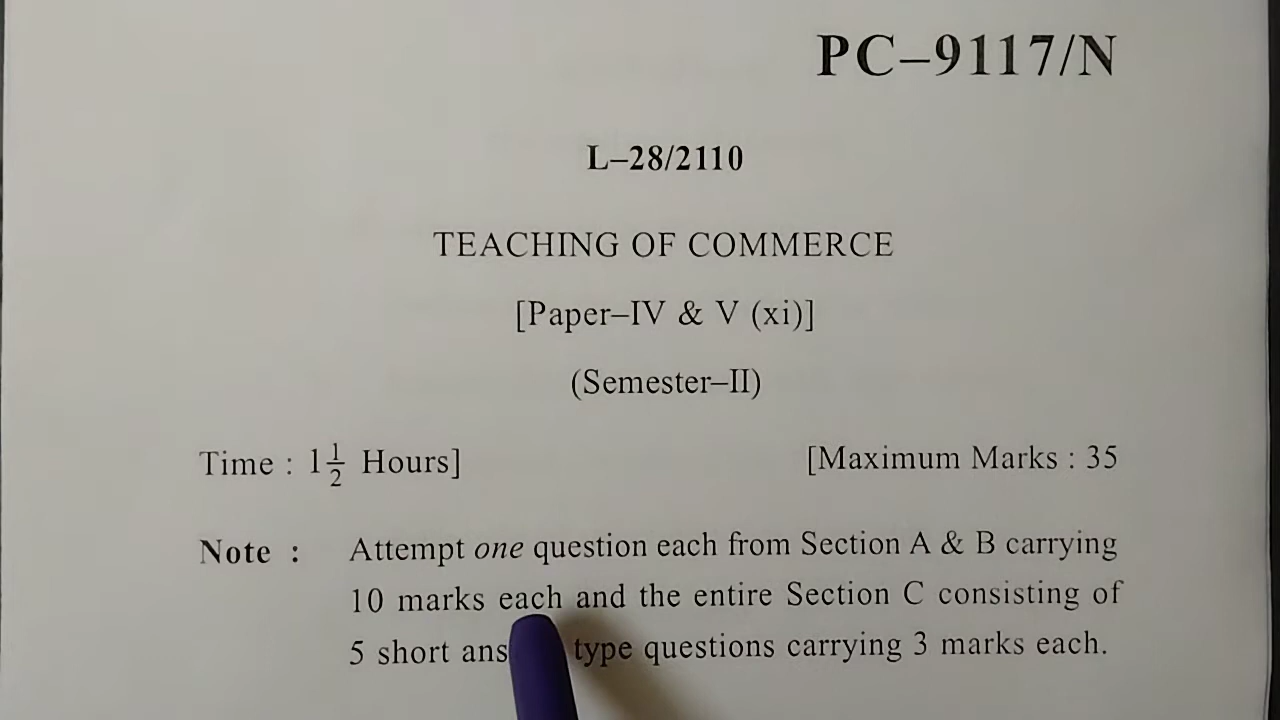 PC–9117/N
L–28/2110
TEACHING OF COMMERCE
[Paper–IV & V (xi)]
(Semester–II)
Time : 1 1/2 Hours] [Maximum Marks : 35
Note : Attempt one question each from Section A & B carrying
10 marks each and the entire Section C consisting of
5 short ans type questions carrying 3 marks each.